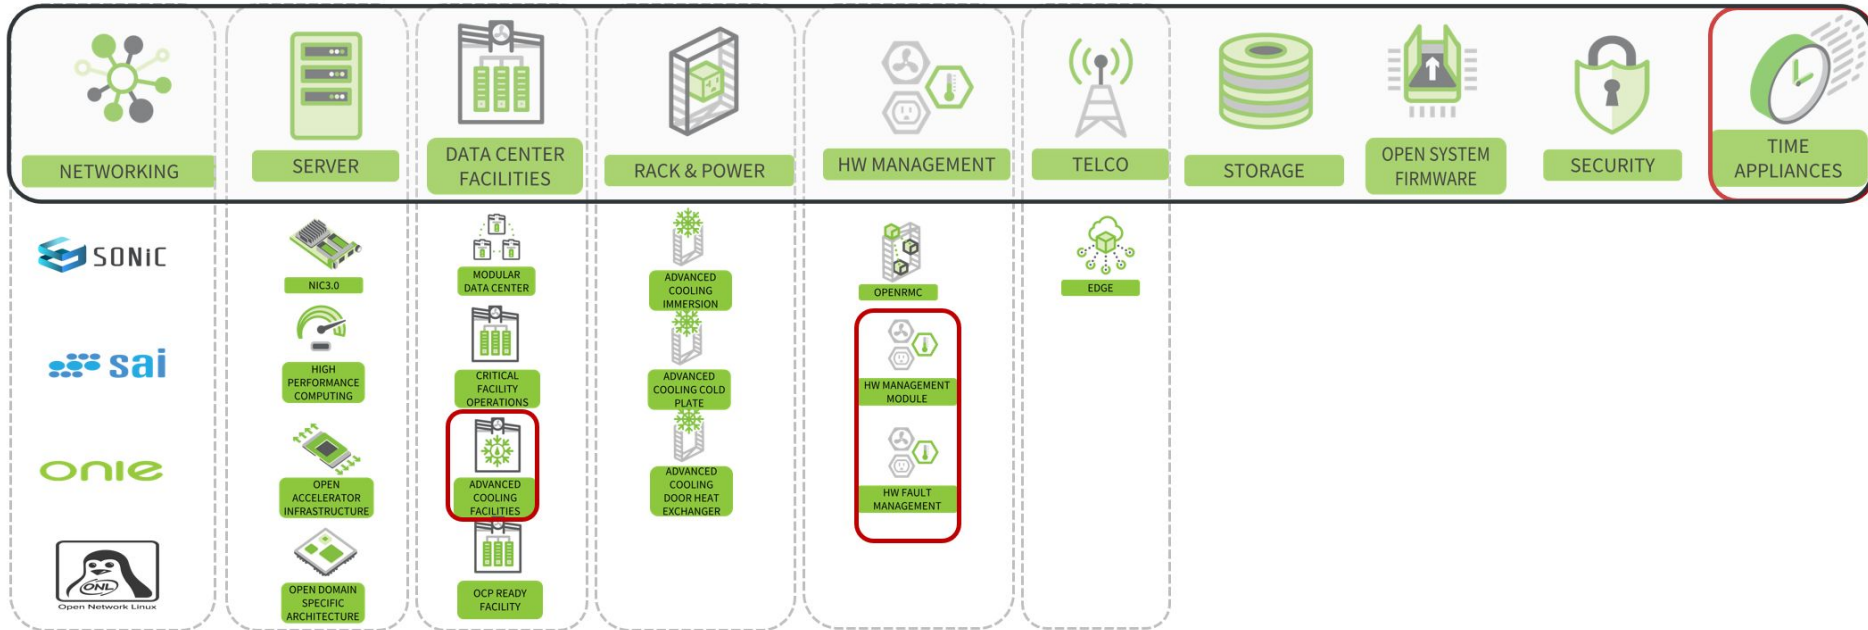 NETWORKING
SERVER
DATA CENTER
FACILITIES
RACK & POWER
HW MANAGEMENT
TELCO
STORAGE
OPEN SYSTEM
FIRMWARE
SECURITY
TIME
APPLIANCES
SONiC
sai
onie
ONL
Open Network Linux
NIC3.0
HIGH
PERFORMANCE
COMPUTING
OPEN
ACCELERATOR
INFRASTRUCTURE
OPEN DOMAIN
SPECIFIC
ARCHITECTURE
MODULAR
DATA CENTER
CRITICAL
FACILITY
OPERATIONS
ADVANCED
COOLING
FACILITIES
OCP READY
FACILITY
ADVANCED
COOLING
IMMERSION
ADVANCED
COOLING COLD
PLATE
ADVANCED
COOLING
DOOR HEAT
EXCHANGER
OPENRMC
HW MANAGEMENT
MODULE
HW FAULT
MANAGEMENT
EDGE